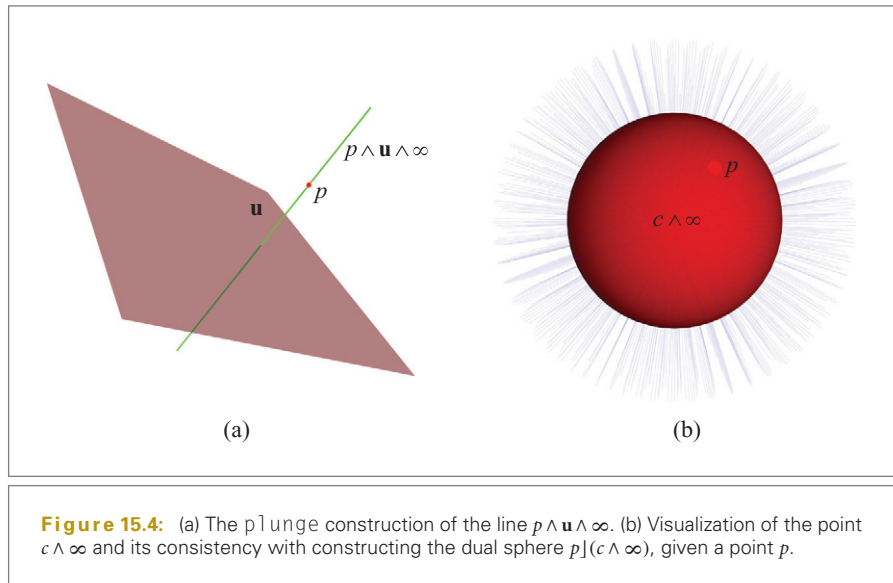 p ∧ u ∧ ∞
p
u
p
c ∧ ∞
(a)
(b)
Figure 15.4: (a) The plunge construction of the line p ∧ u ∧ ∞. (b) Visualization of the point
c ∧ ∞ and its consistency with constructing the dual sphere p⌋(c ∧ ∞), given a point p.